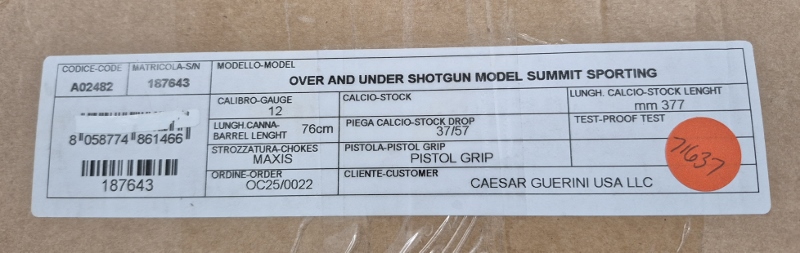 CODICE-CODE
A02482
MATRICOLA-S/N
187643
MODELLO-MODEL
OVER AND UNDER SHOTGUN MODEL SUMMIT SPORTING
8 058774 861466
187643
CALIBRO-GAUGE
12
CALCIO-STOCK
LUNGH. CALCIO-STOCK LENGHT
mm 377
LUNGH.CANNA-
BARREL LENGHT
76cm
PIEGA CALCIO-STOCK DROP
37/57
TEST-PROOF TEST
STROZZATURA-CHOKES
MAXIS
PISTOLA-PISTOL GRIP
PISTOL GRIP
71637
ORDINE-ORDER
OC25/0022
CLIENTE-CUSTOMER
CAESAR GUERINI USA LLC